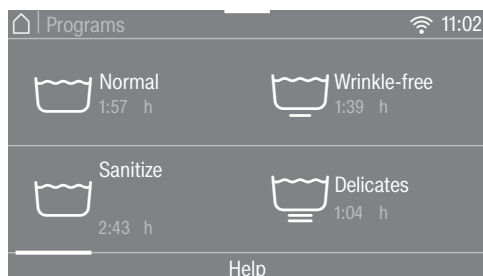 Programs
11:02
Normal
1:57 h
Wrinkle-free
1:39 h
Sanitize
2:43 h
Delicates
1:04 h
Help